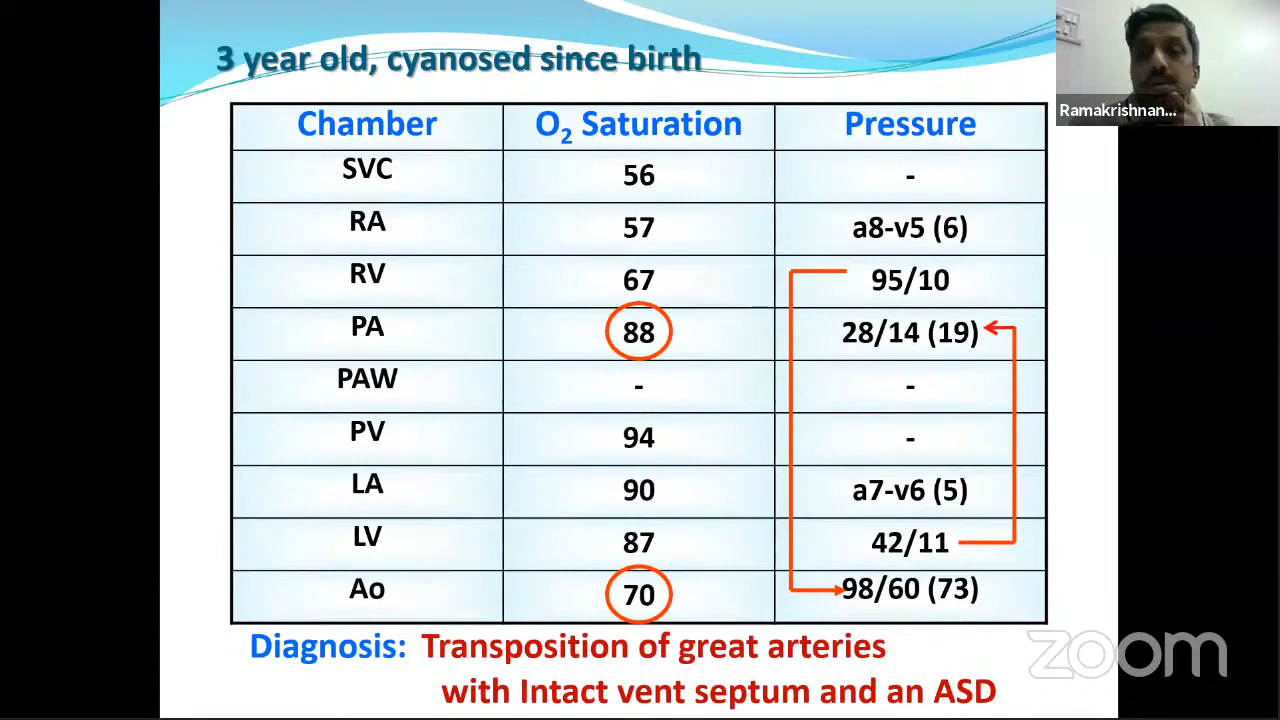 3 year old, cyanosed since birth
Ramakrishnan...
Chamber O2 Saturation Pressure
SVC 56 -
RA 57 a8-v5 (6)
RV 67 95/10
PA 88 28/14 (19)
PAW - -
PV 94 -
LA 90 a7-v6 (5)
LV 87 42/11
Ao 70 98/60 (73)
Diagnosis: Transposition of great arteries
with Intact vent septum and an ASD
zoom